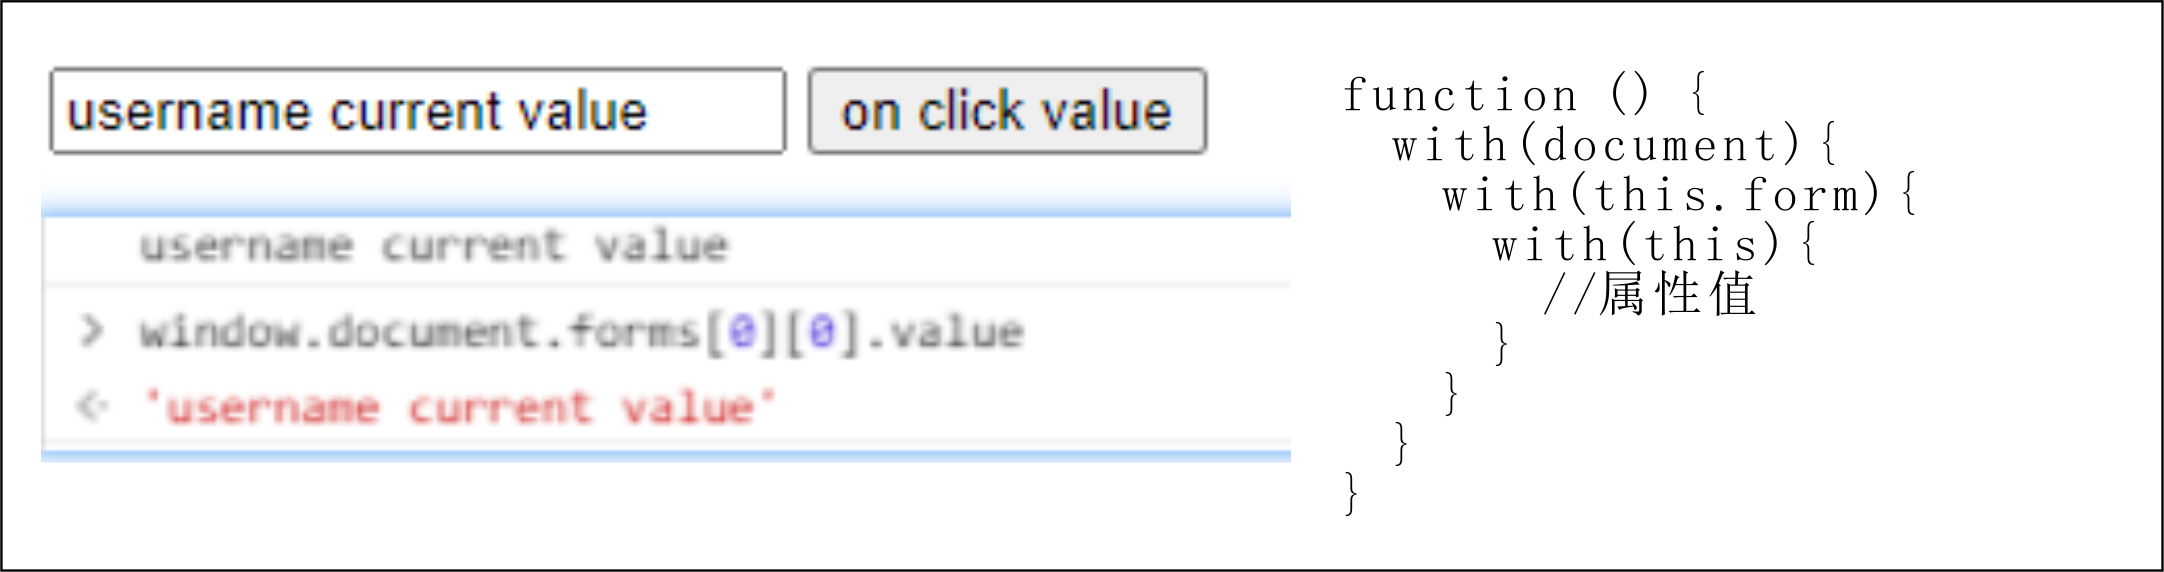 username current value
on click value
username current value
> window.document.forms[0][0].value
<· 'username current value'
function () {
with(document){
with(this.form){
with(this){
//属性值
}
}
}
}